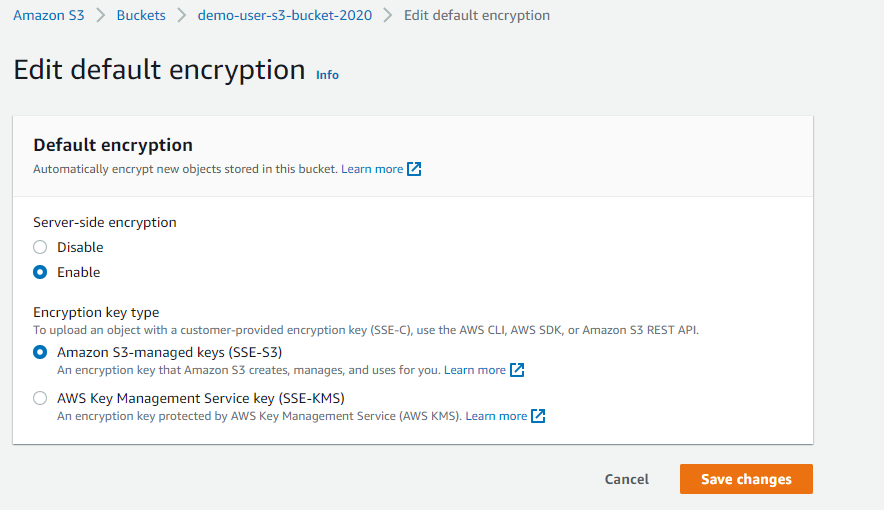 Amazon S3 > Buckets > demo-user-s3-bucket-2020 > Edit default encryption
Edit default encryption Info
Default encryption
Automatically encrypt new objects stored in this bucket. Learn more
Server-side encryption
Disable
Enable
Encryption key type
To upload an object with a customer-provided encryption key (SSE-C), use the AWS CLI, AWS SDK, or Amazon S3 REST API.
Amazon S3-managed keys (SSE-S3)
An encryption key that Amazon S3 creates, manages, and uses for you. Learn more
AWS Key Management Service key (SSE-KMS)
An encryption key protected by AWS Key Management Service (AWS KMS). Learn more
Cancel Save changes